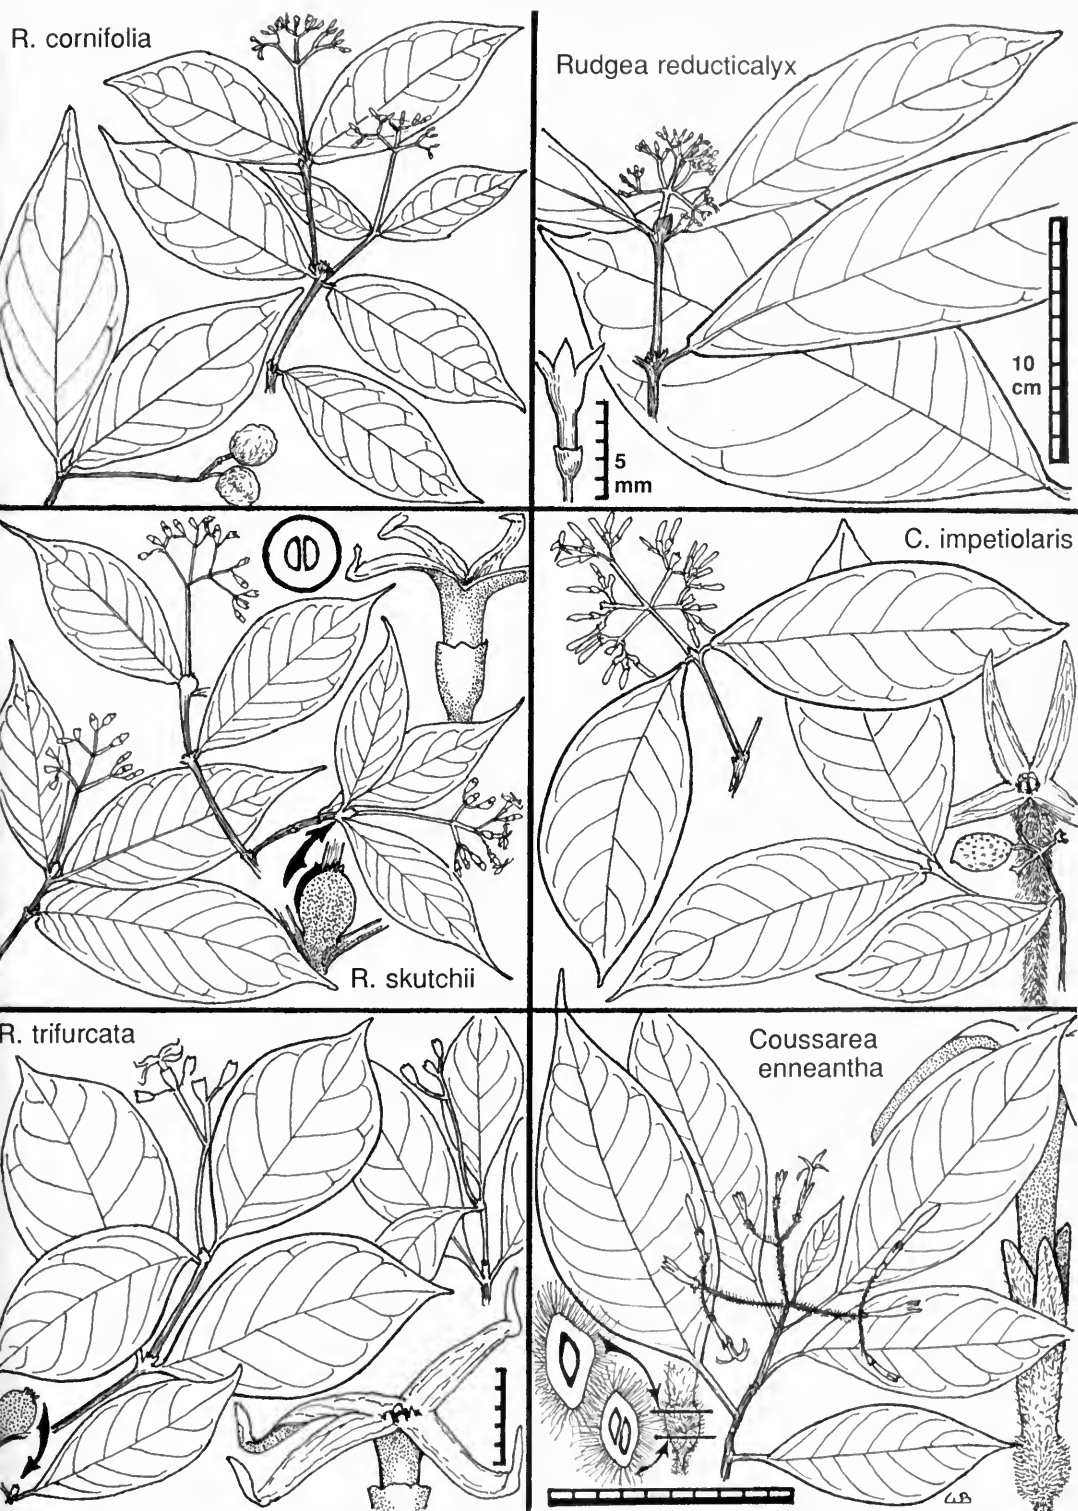 R. cornifolia
Rudgea reducticalyx
10
cm
5
mm
C. impetiolaris
R. skutchii
R. trifurcata
Coussarea
enneantha